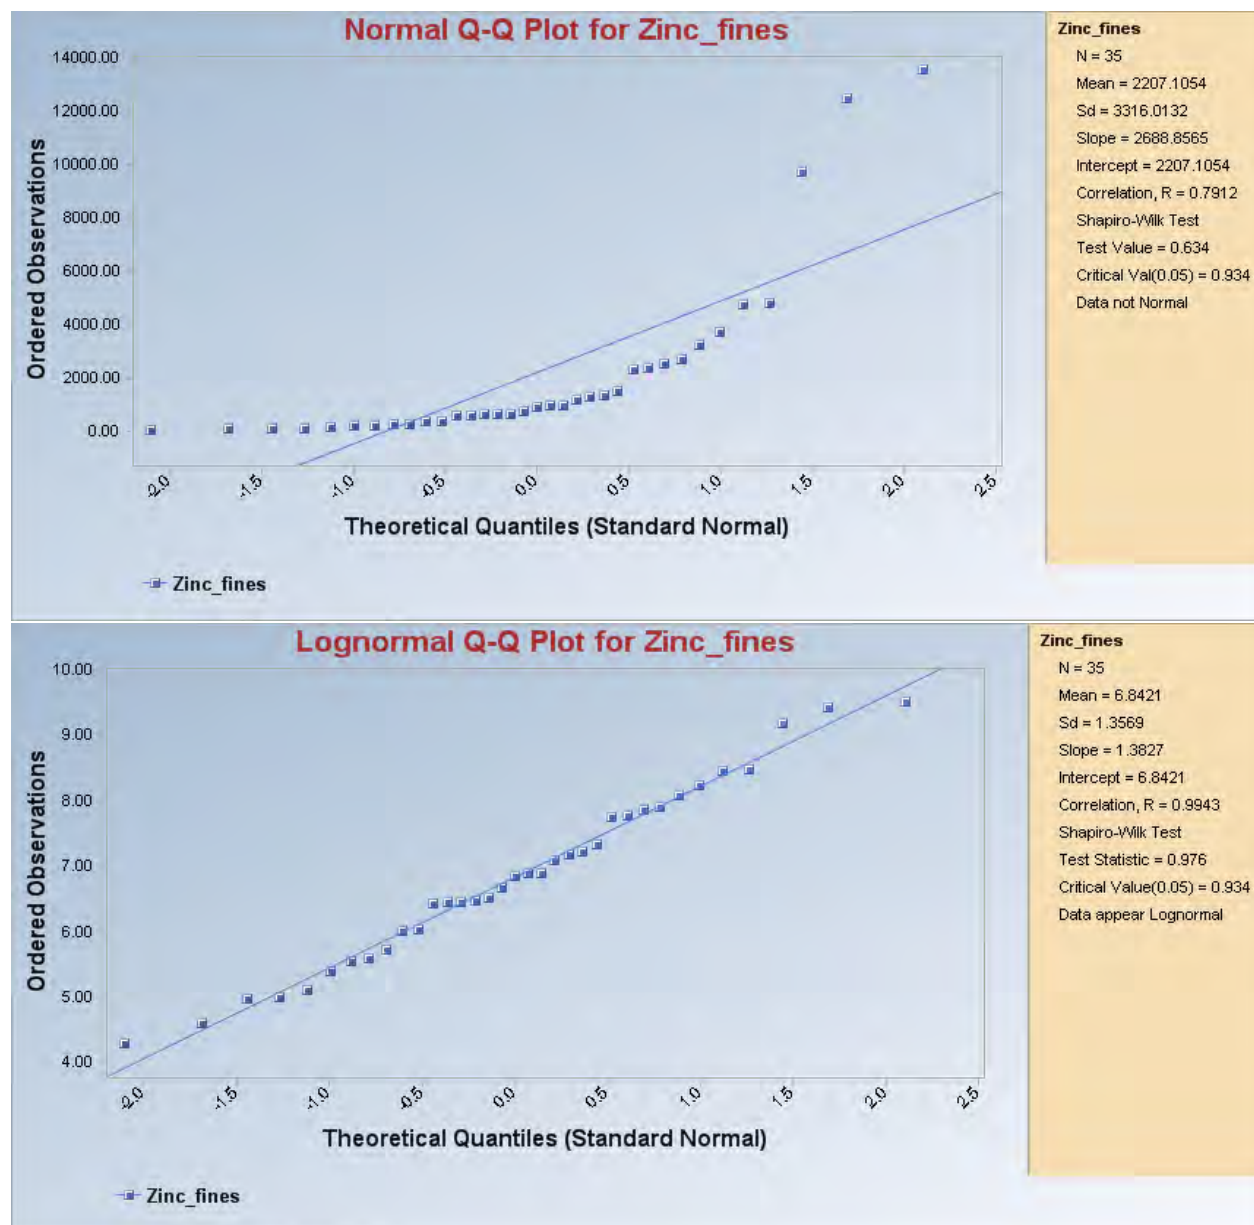 Normal Q-Q Plot for Zinc_fines
Ordered Observations
14000.00
12000.00
10000.00
8000.00
6000.00
4000.00
2000.00
0.00
-2.0
-1.5
-1.0
-0.5
0.0
0.5
1.0
1.5
2.0
2.5
Theoretical Quantiles (Standard Normal)
Zinc_fines
Zinc_fines
N = 35
Mean = 2207.1054
Sd = 3316.0132
Slope = 2688.8565
Intercept = 2207.1054
Correlation, R = 0.7912
Shapiro-Wilk Test
Test Value = 0.634
Critical Val(0.05) = 0.934
Data not Normal
Lognormal Q-Q Plot for Zinc_fines
Ordered Observations
10.00
9.00
8.00
7.00
6.00
5.00
4.00
-2.0
-1.5
-1.0
-0.5
0.0
0.5
1.0
1.5
2.0
2.5
Theoretical Quantiles (Standard Normal)
Zinc_fines
Zinc_fines
N = 35
Mean = 6.8421
Sd = 1.3569
Slope = 1.3827
Intercept = 6.8421
Correlation, R = 0.9943
Shapiro-Wilk Test
Test Statistic = 0.976
Critical Value(0.05) = 0.934
Data appear Lognormal